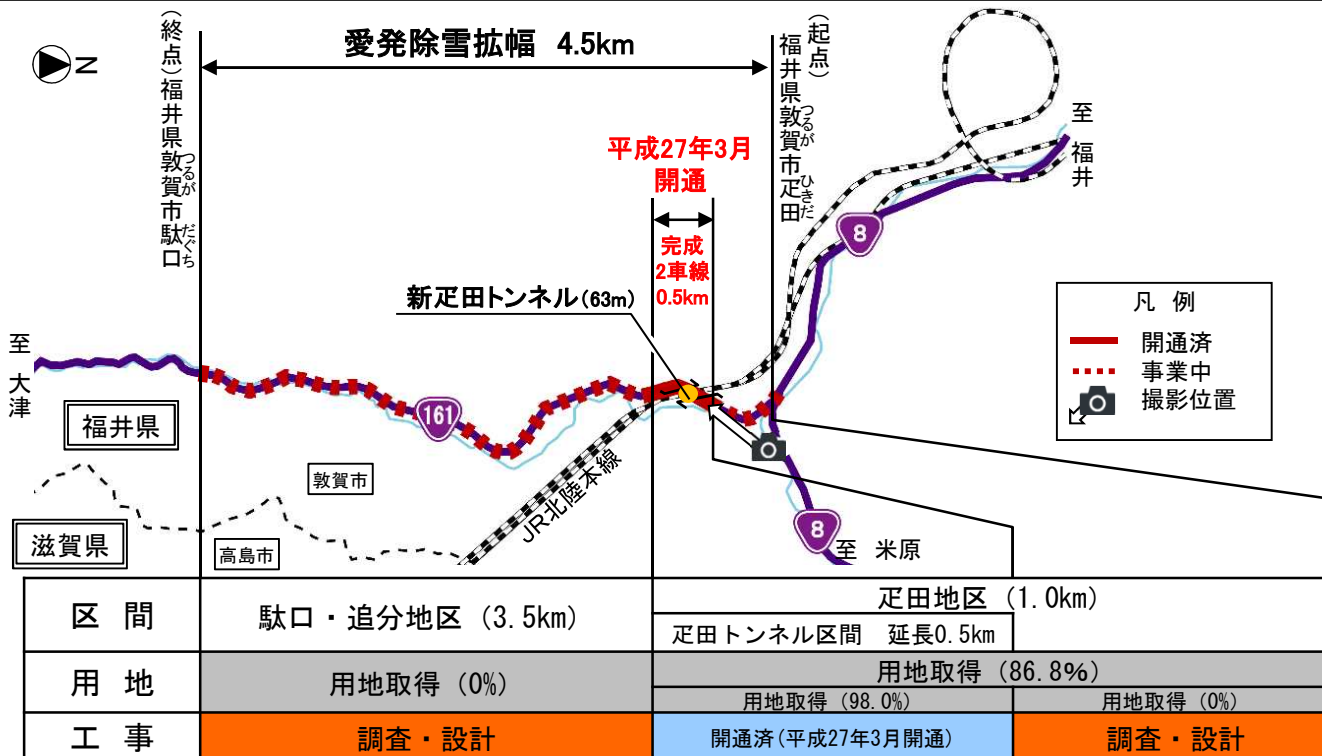 N
愛発除雪拡幅 4.5km
(終点)福井県敦賀市駄口
つるが
だぐち
(起点)
福井県敦賀市疋田
つるが
ひきだ
平成27年3月
開通
完成
2車線
0.5km
新疋田トンネル(63m)
至 福井
8
凡 例
開通済
事業中
撮影位置
至 大津
福井県
161
敦賀市
JR北陸本線
滋賀県
高島市
8
至 米原
区 間
駄口・追分地区 (3.5km)
疋田地区 (1.0km)
疋田トンネル区間 延長0.5km
用 地
用地取得 (0%)
用地取得 (86.8%)
用地取得 (98.0%)
用地取得 (0%)
工 事
調査・設計
開通済(平成27年3月開通)
調査・設計